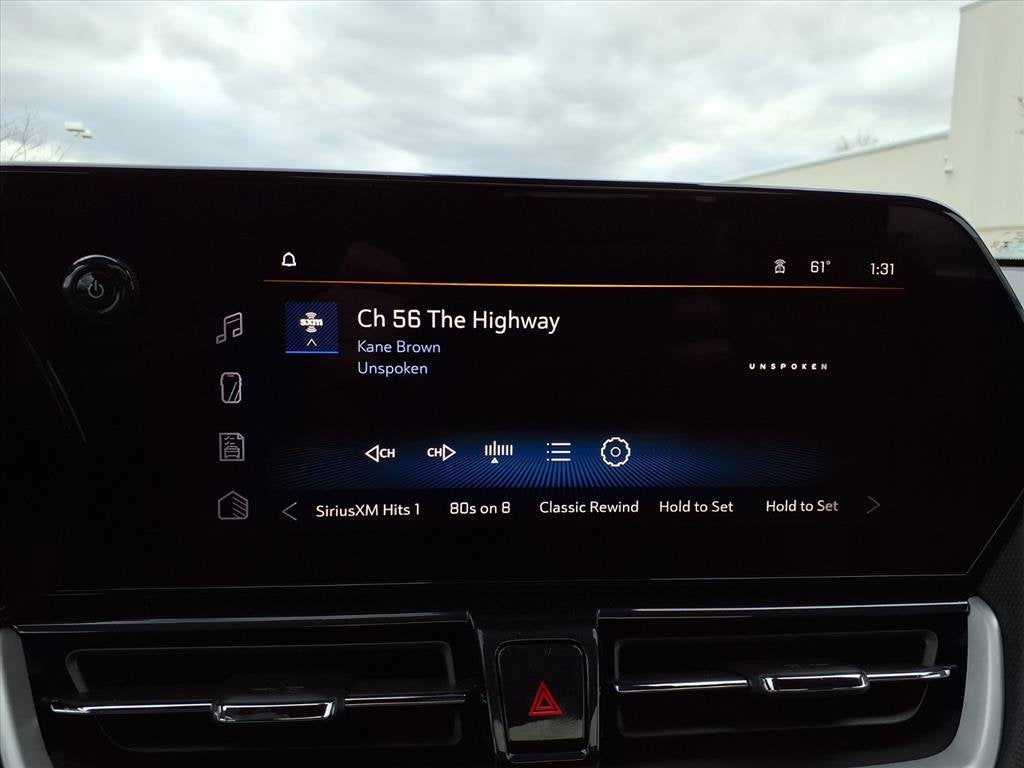 61° 1:31
sxm
Ch 56 The Highway
Kane Brown
Unspoken
UNSPOKEN
CH CH
SiriusXM Hits 1 80s on 8 Classic Rewind Hold to Set Hold to Set